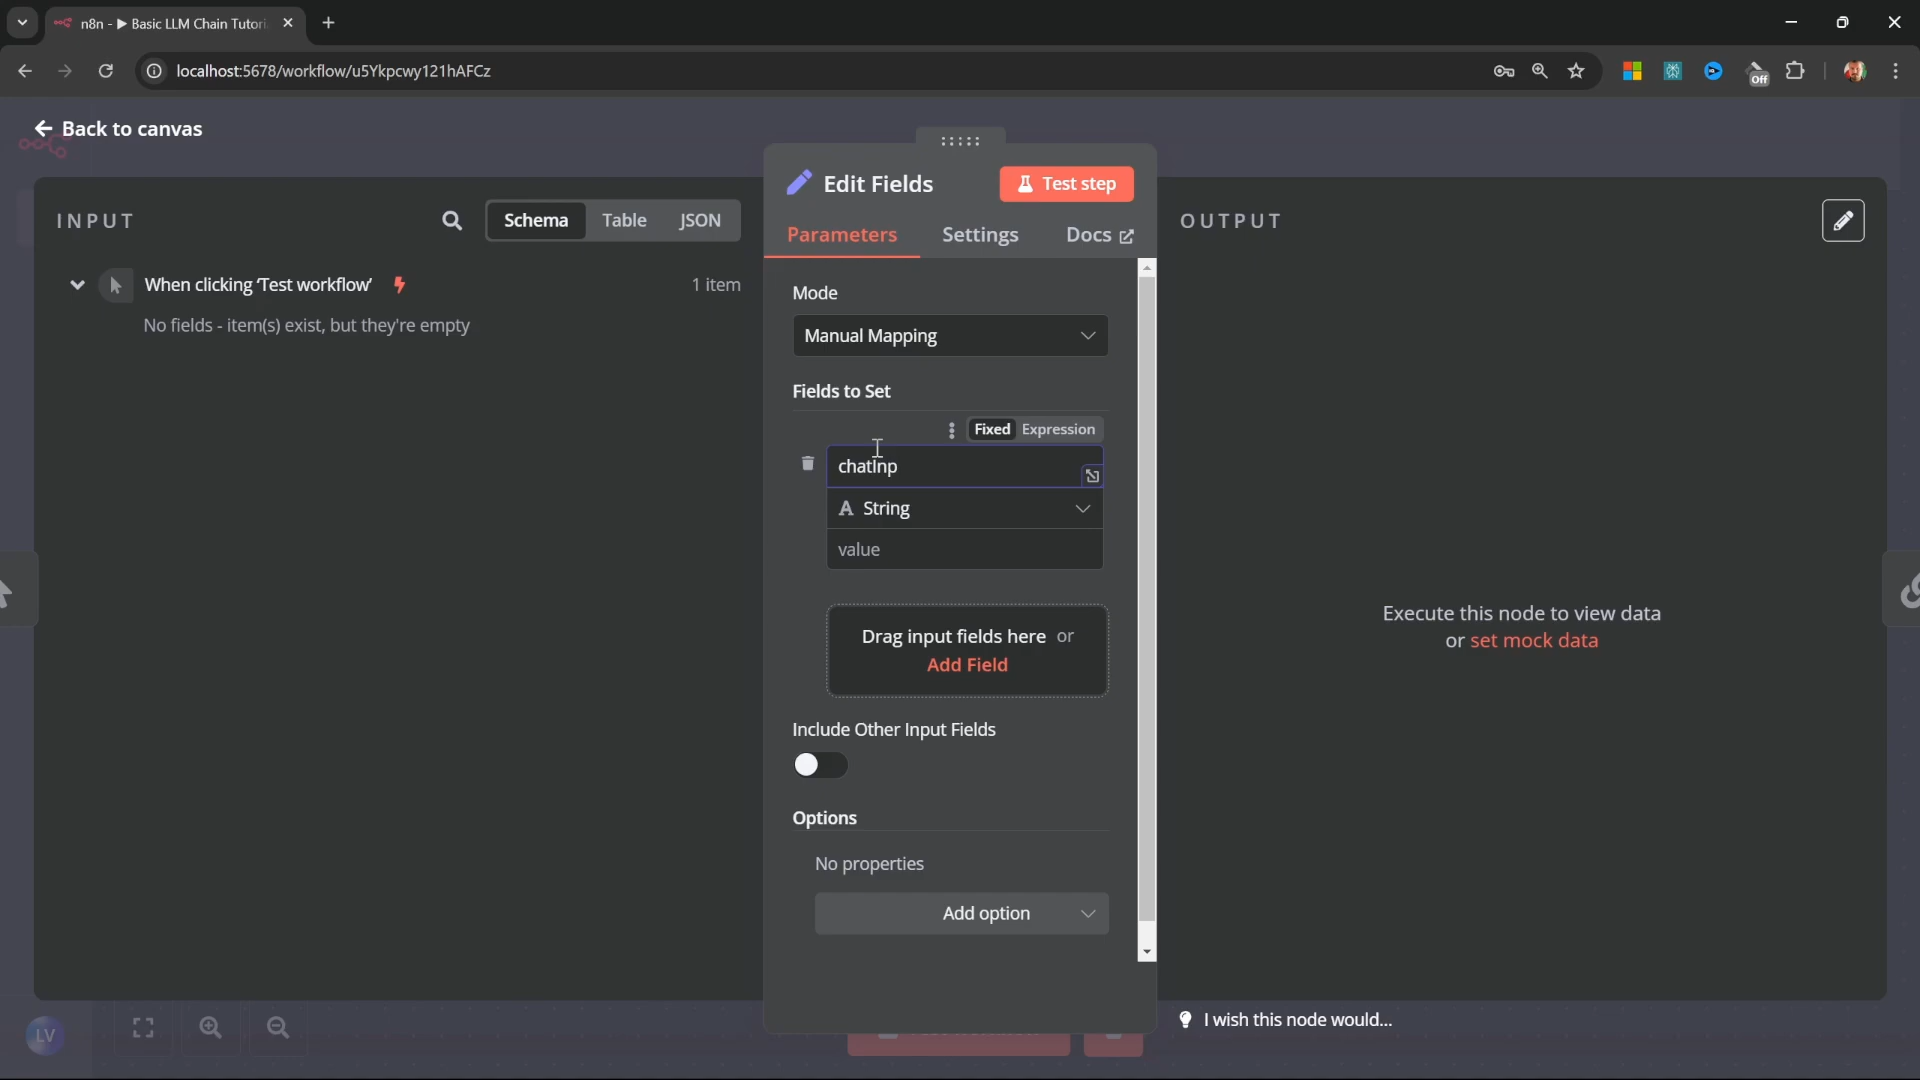 n8n - ▶ Basic LLM Chain Tutori
localhost:5678/workflow/u5Ykpcwy121hAFCz
Off
Back to canvas
Edit Fields
Test step
INPUT
Schema
Table
JSON
Parameters
Settings
Docs
OUTPUT
When clicking ‘Test workflow’
1 item
No fields - item(s) exist, but they're empty
Mode
Manual Mapping
Fields to Set
Fixed
Expression
chatInp
A String
value
Drag input fields here or
Add Field
Execute this node to view data
or set mock data
Include Other Input Fields
Options
No properties
Add option
I wish this node would...
LV